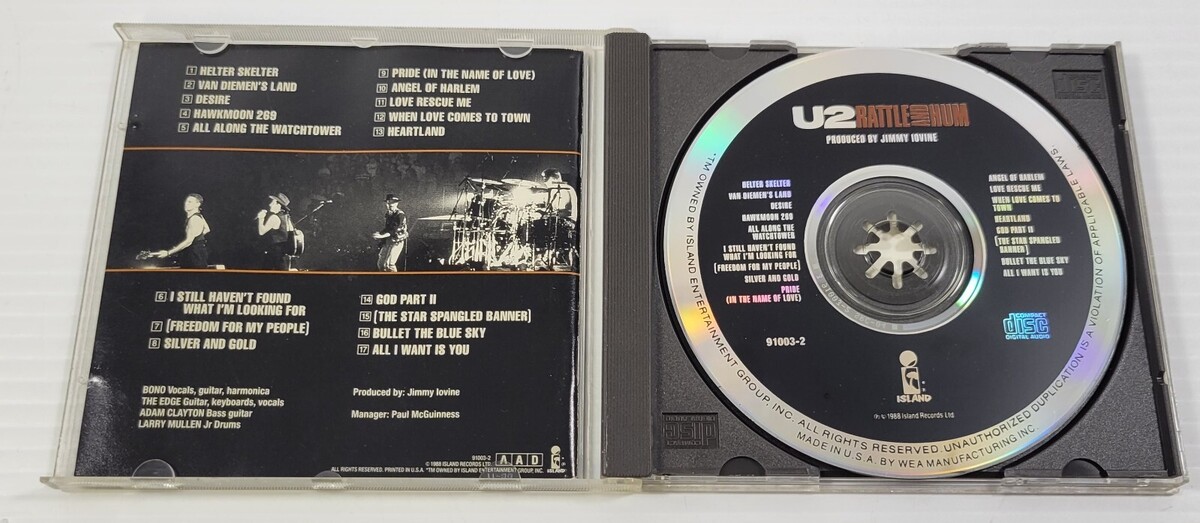 1 HELTER SKELTER
2 VAN DIEMEN'S LAND
3 DESIRE
4 HAWKMOON 269
5 ALL ALONG THE WATCHTOWER
9 PRIDE (IN THE NAME OF LOVE)
10 ANGEL OF HARLEM
11 LOVE RESCUE ME
12 WHEN LOVE COMES TO TOWN
13 HEARTLAND
6 I STILL HAVEN'T FOUND
WHAT I'M LOOKING FOR
7 (FREEDOM FOR MY PEOPLE)
8 SILVER AND GOLD
14 GOD PART II
15 (THE STAR SPANGLED BANNER)
16 BULLET THE BLUE SKY
17 ALL I WANT IS YOU
BONO Vocals, guitar, harmonica
THE EDGE Guitar, keyboards, vocals
ADAM CLAYTON Bass guitar
LARRY MULLEN Jr Drums
Produced by: Jimmy Iovine
Manager: Paul McGuinness
91003-2
AAD
© 1988 ISLAND RECORDS LTD.
ALL RIGHTS RESERVED. PRINTED IN U.S.A. ™ OWNED BY ISLAND ENTERTAINMENT GROUP, INC.
ISLAND
U2 RATTLE AND HUM
PRODUCED BY JIMMY IOVINE
HELTER SKELTER
VAN DIEMEN'S LAND
DESIRE
HAWKMOON 269
ALL ALONG THE
WATCHTOWER
I STILL HAVEN'T FOUND
WHAT I'M LOOKING FOR
(FREEDOM FOR MY PEOPLE)
SILVER AND GOLD
PRIDE
(IN THE NAME OF LOVE)
ANGEL OF HARLEM
LOVE RESCUE ME
WHEN LOVE COMES TO
TOWN
HEARTLAND
GOD PART II
(THE STAR SPANGLED
BANNER)
BULLET THE BLUE SKY
ALL I WANT IS YOU
91003-2
COMPACT
disc
DIGITAL AUDIO
ISLAND
℗ © 1988 Island Records Ltd
™ OWNED BY ISLAND ENTERTAINMENT GROUP, INC. ALL RIGHTS RESERVED. UNAUTHORIZED DUPLICATION IS A VIOLATION OF APPLICABLE LAWS.
MADE IN U.S.A. BY WEA MANUFACTURING INC.